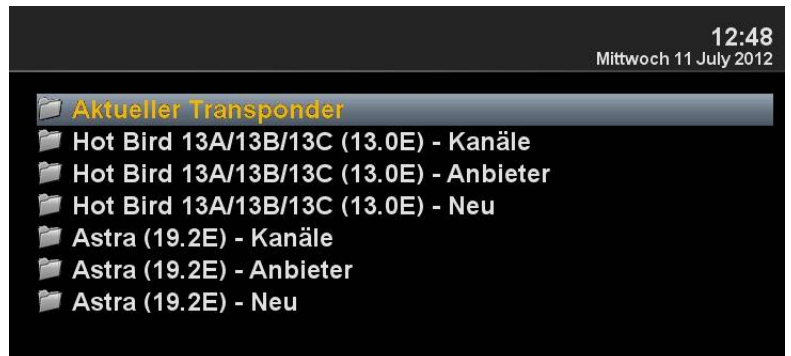 12:48
Mittwoch 11 July 2012
Aktueller Transponder
Hot Bird 13A/13B/13C (13.0E) - Kanäle
Hot Bird 13A/13B/13C (13.0E) - Anbieter
Hot Bird 13A/13B/13C (13.0E) - Neu
Astra (19.2E) - Kanäle
Astra (19.2E) - Anbieter
Astra (19.2E) - Neu